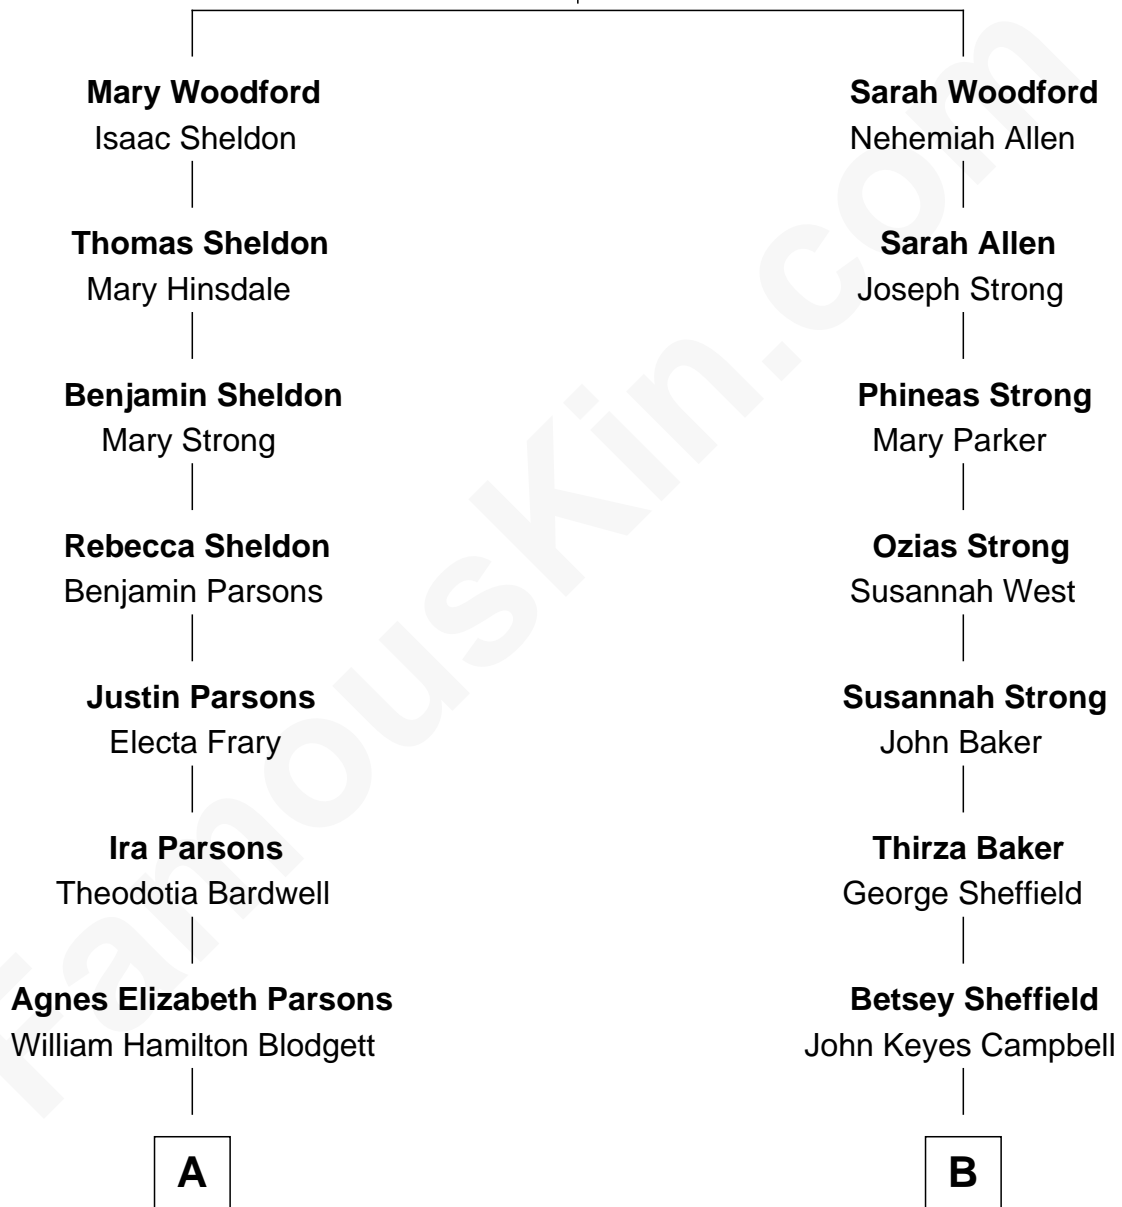 Mary Woodford
Isaac Sheldon
Thomas Sheldon
Mary Hinsdale
Benjamin Sheldon
Mary Strong
Rebecca Sheldon
Benjamin Parsons
Justin Parsons
Electa Frary
Ira Parsons
Theodotia Bardwell
Agnes Elizabeth Parsons
William Hamilton Blodgett
A
Sarah Woodford
Nehemiah Allen
Sarah Allen
Joseph Strong
Phineas Strong
Mary Parker
Ozias Strong
Susannah West
Susannah Strong
John Baker
Thirza Baker
George Sheffield
Betsey Sheffield
John Keyes Campbell
B
FamousKin.com